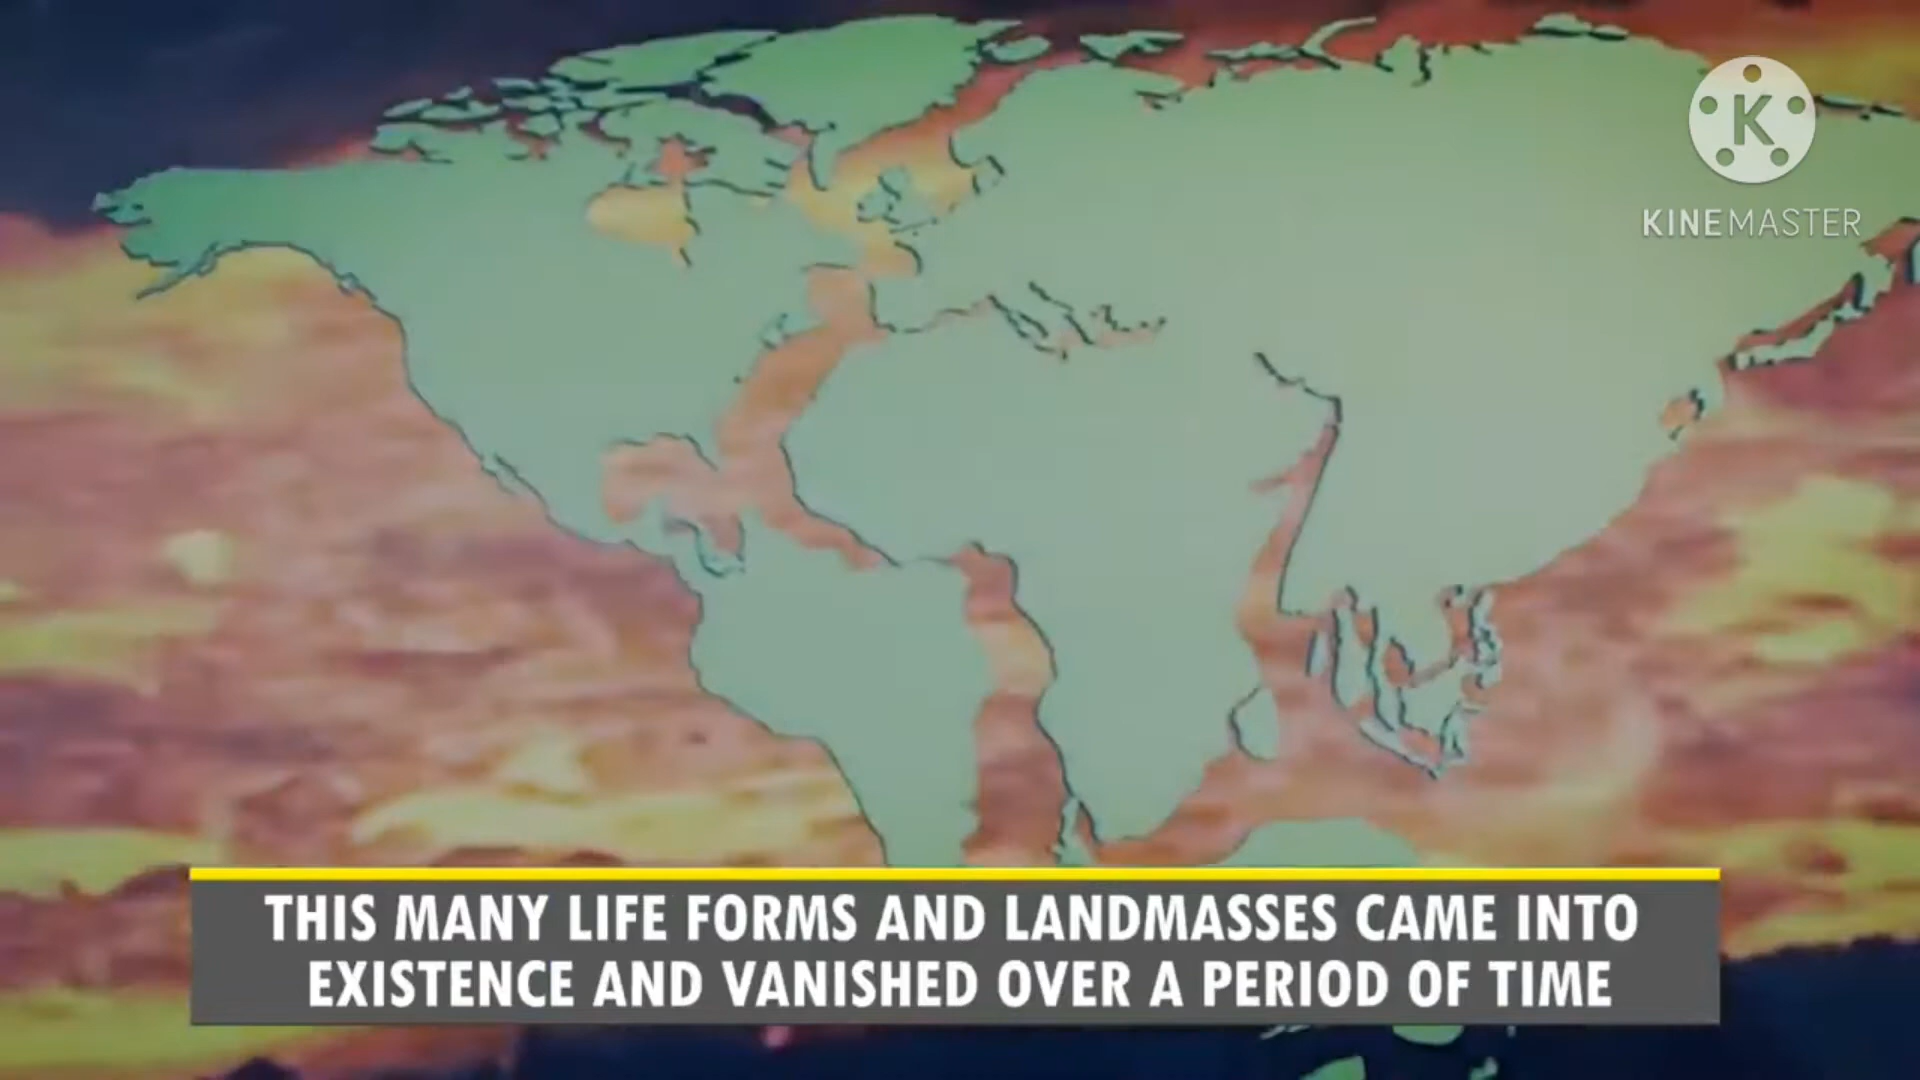 K
KINEMASTER
THIS MANY LIFE FORMS AND LANDMASSES CAME INTO
EXISTENCE AND VANISHED OVER A PERIOD OF TIME